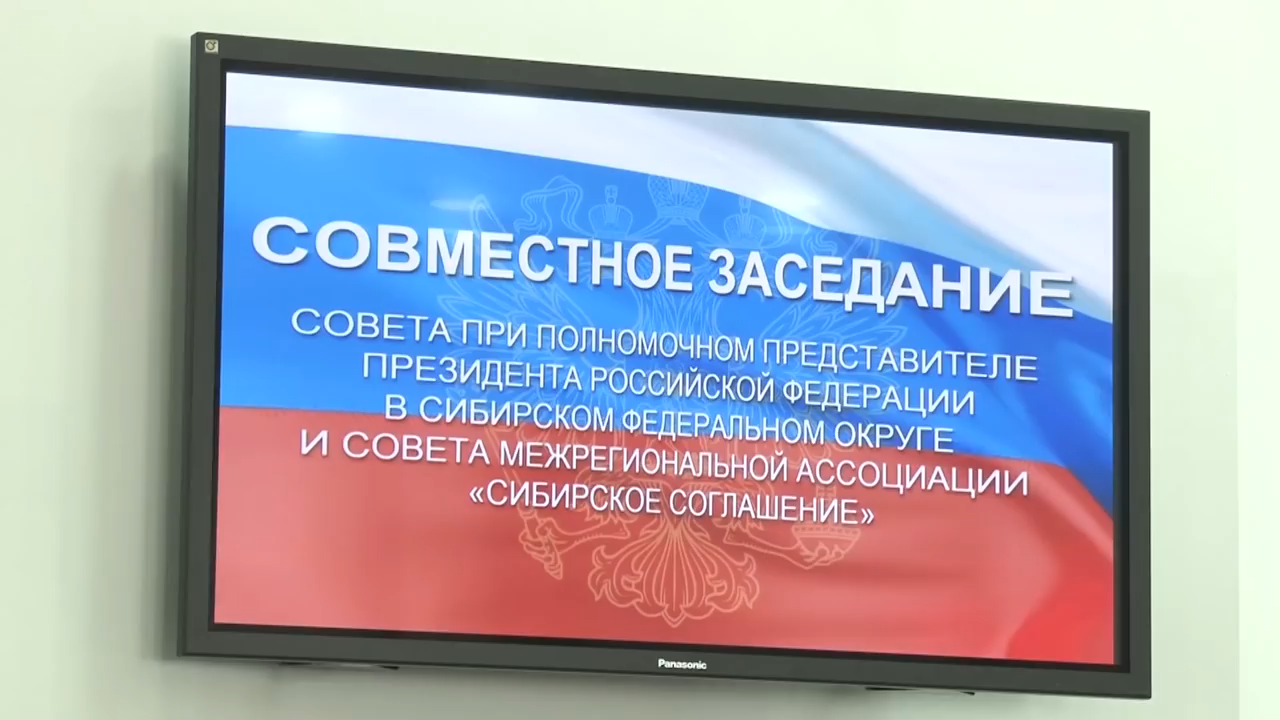 СОВМЕСТНОЕ ЗАСЕДАНИЕ
СОВЕТА ПРИ ПОЛНОМОЧНОМ ПРЕДСТАВИТЕЛЕ
ПРЕЗИДЕНТА РОССИЙСКОЙ ФЕДЕРАЦИИ
В СИБИРСКОМ ФЕДЕРАЛЬНОМ ОКРУГЕ
И СОВЕТА МЕЖРЕГИОНАЛЬНОЙ АССОЦИАЦИИ
«СИБИРСКОЕ СОГЛАШЕНИЕ»
Panasonic